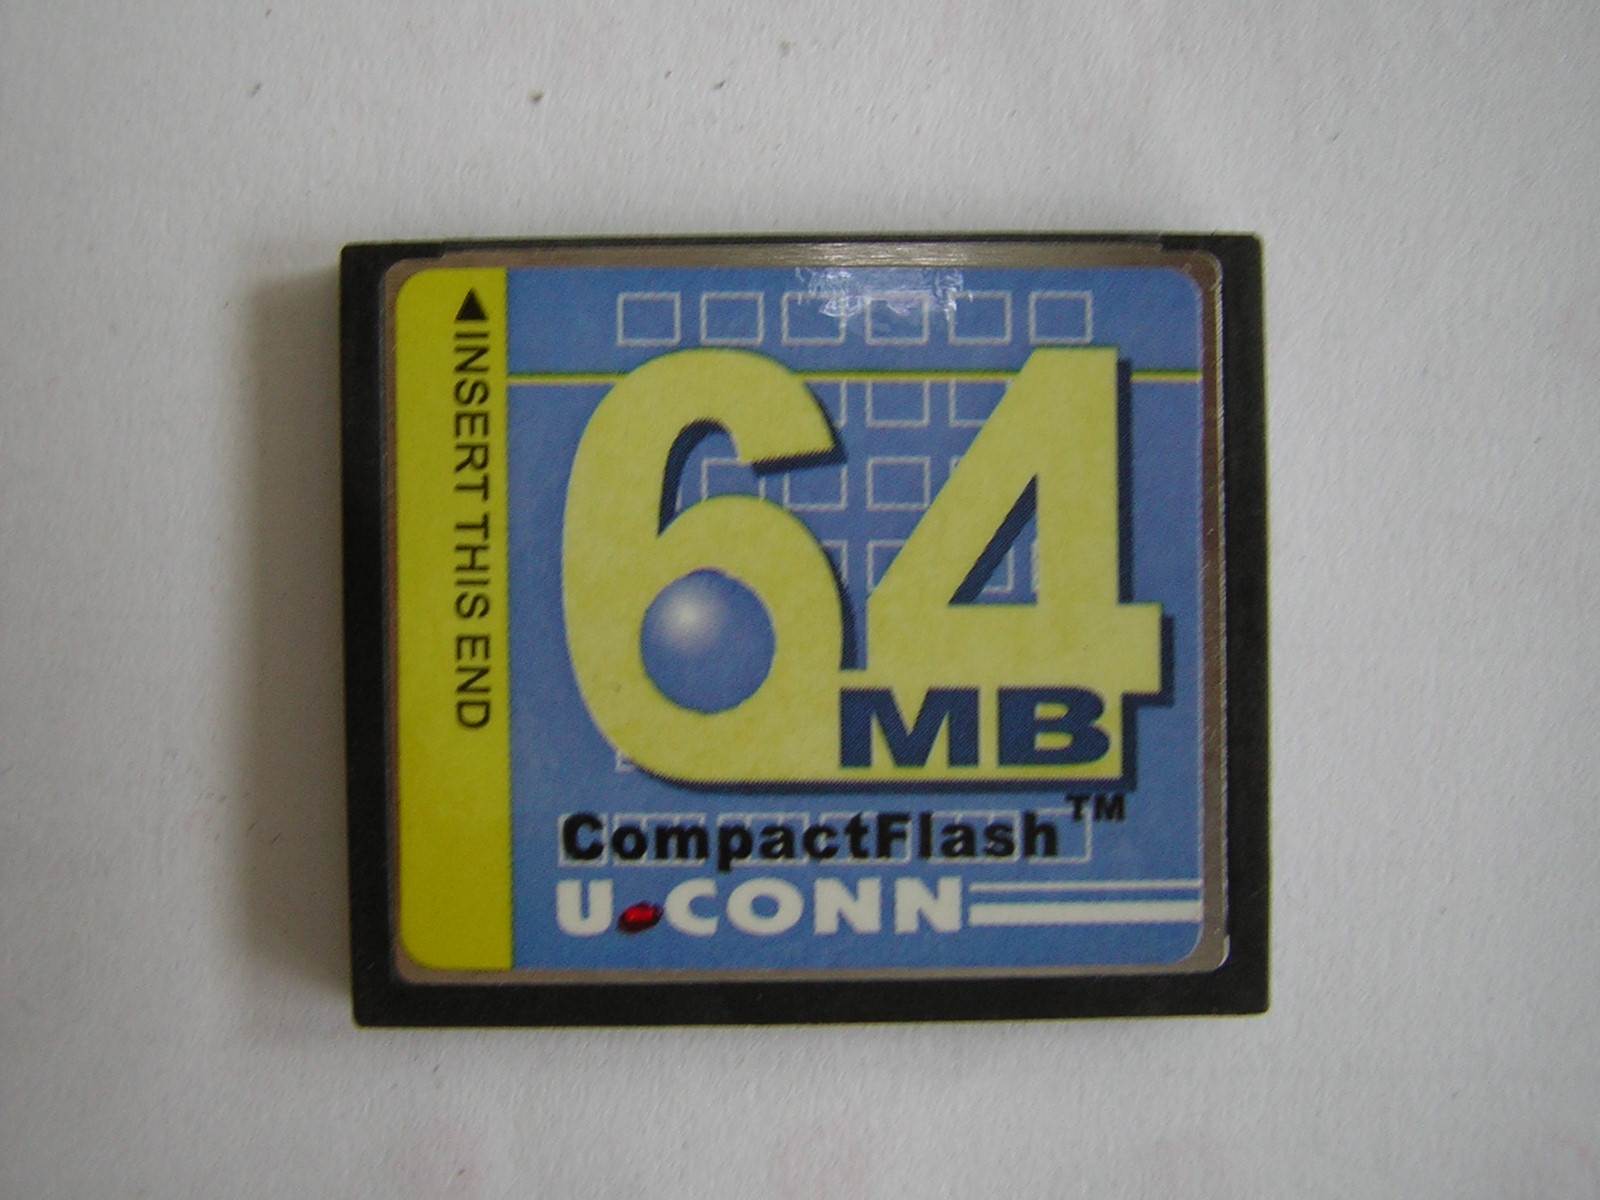 ◀INSERT THIS END
64
MB
CompactFlash™
U.CONN